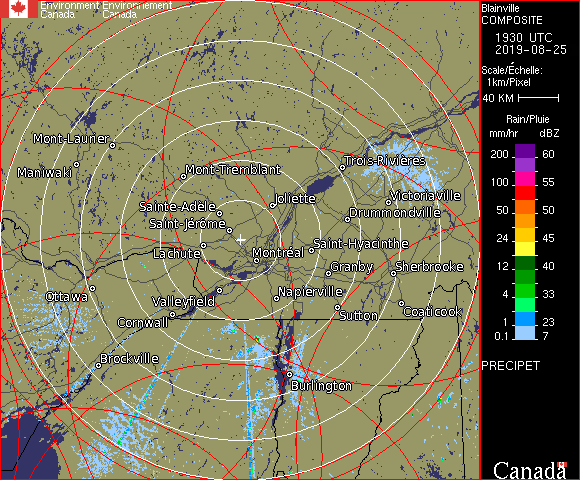 Environment Environnement
Canada Canada
Blainville
COMPOSITE
1930 UTC
2019-08-25
Scale/Échelle:
1km/Pixel
40 KM
Rain/Pluie
mm/hr dBZ
200 60
100 55
50 50
24 45
12 40
4 33
1 23
0.1 7
PRECIPET
Mont-Laurier
Maniwaki
Mont-Tremblant
Trois-Rivières
Joliette
Victoriaville
Sainte-Adèle
Drummondville
Saint-Jérôme
Lachute
Montréal
Saint-Hyacinthe
Granby
Sherbrooke
Ottawa
Valleyfield
Napierville
Cornwall
Sutton
Coaticook
Brockville
Burlington
Canada